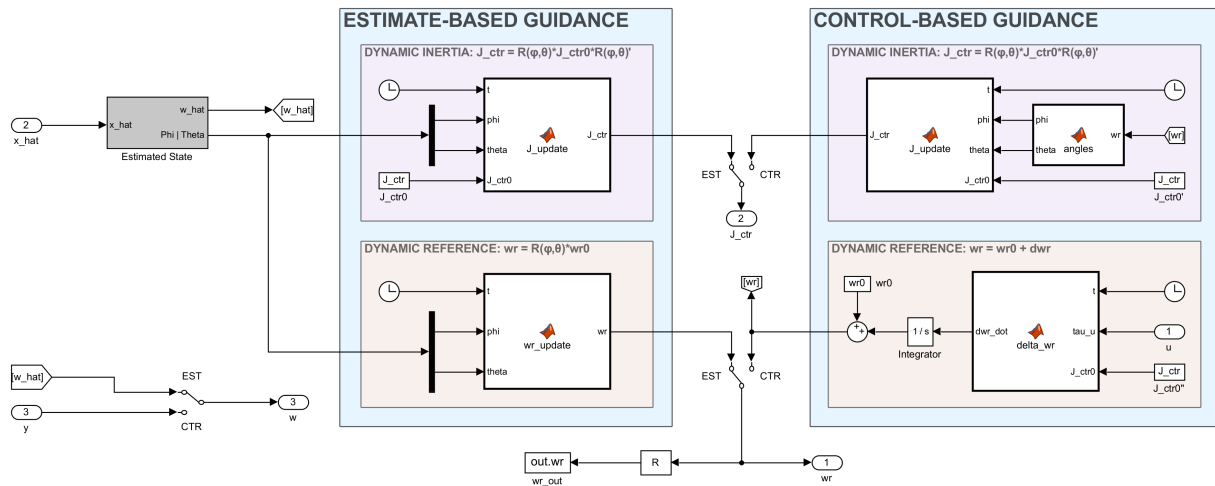 ESTIMATE-BASED GUIDANCE
CONTROL-BASED GUIDANCE
DYNAMIC INERTIA: J_ctr = R(φ,θ)*J_ctr0*R(φ,θ)'
DYNAMIC INERTIA: J_ctr = R(φ,θ)*J_ctr0*R(φ,θ)'
2
x_hat
x_hat
w_hat
Phi | Theta
Estimated State
[w_hat]
t
phi
theta
J_ctr0
J_ctr
J_update
J_ctr
J_ctr0
EST
CTR
2
J_ctr
J_ctr
J_update
t
phi
theta
J_ctr0
phi
theta
wr
angles
[wr]
J_ctr
J_ctr0'
DYNAMIC REFERENCE: wr = R(φ,θ)*wr0
DYNAMIC REFERENCE: wr = wr0 + dwr
t
phi
theta
wr
wr_update
[wr]
EST
CTR
wr0
wr0
+
+
1 / s
Integrator
dwr_dot
delta_wr
t
tau_u
J_ctr0
1
u
J_ctr
J_ctr0"
[w_hat]
3
y
EST
CTR
3
w
out.wr
wr_out
R
1
wr